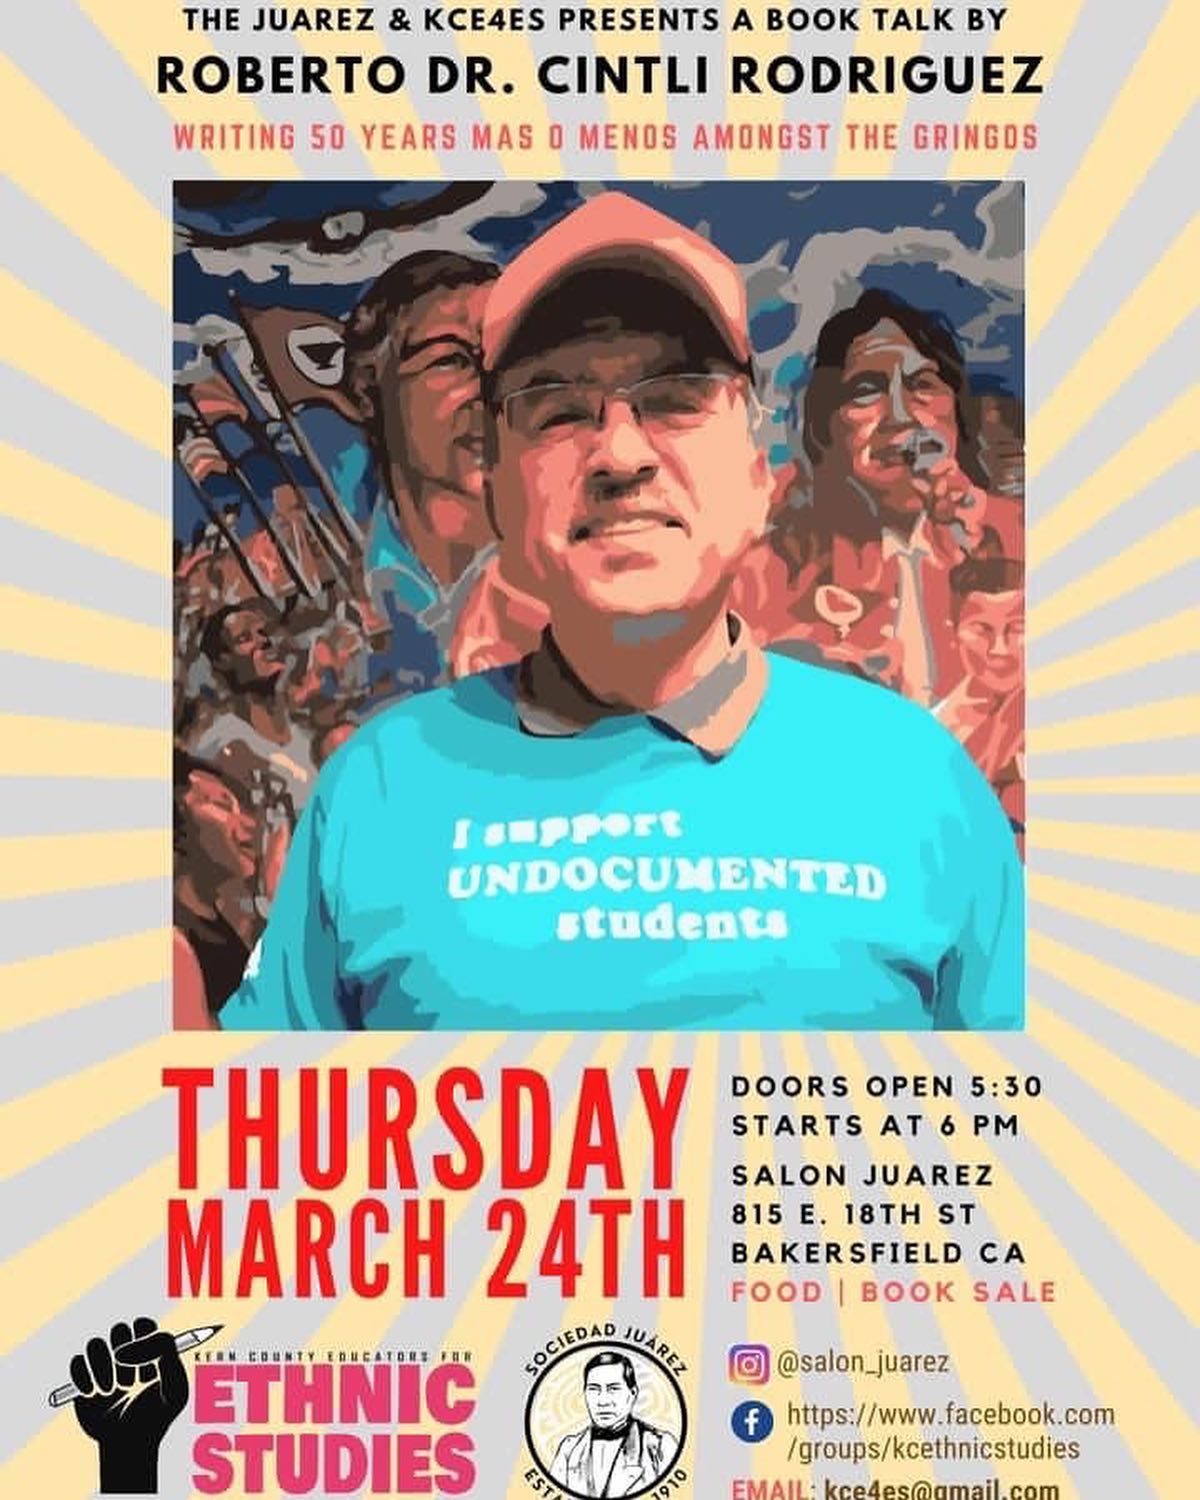 THE JUAREZ & KCE4ES PRESENTS A BOOK TALK BY
ROBERTO DR. CINTLI RODRIGUEZ
WRITING 50 YEARS MAS O MENOS AMONGST THE GRINGOS
I support
UNDOCUMENTED
students
THURSDAY
MARCH 24TH
DOORS OPEN 5:30
STARTS AT 6 PM
SALON JUAREZ
815 E. 18TH ST
BAKERSFIELD CA
FOOD | BOOK SALE
KERN COUNTY EDUCATORS FOR
ETHNIC
STUDIES
SOCIEDAD JUÁREZ
1910
@salon_juarez
https://www.facebook.com
/groups/kcethnicstudies
EMAIL: kce4es@gmail.com